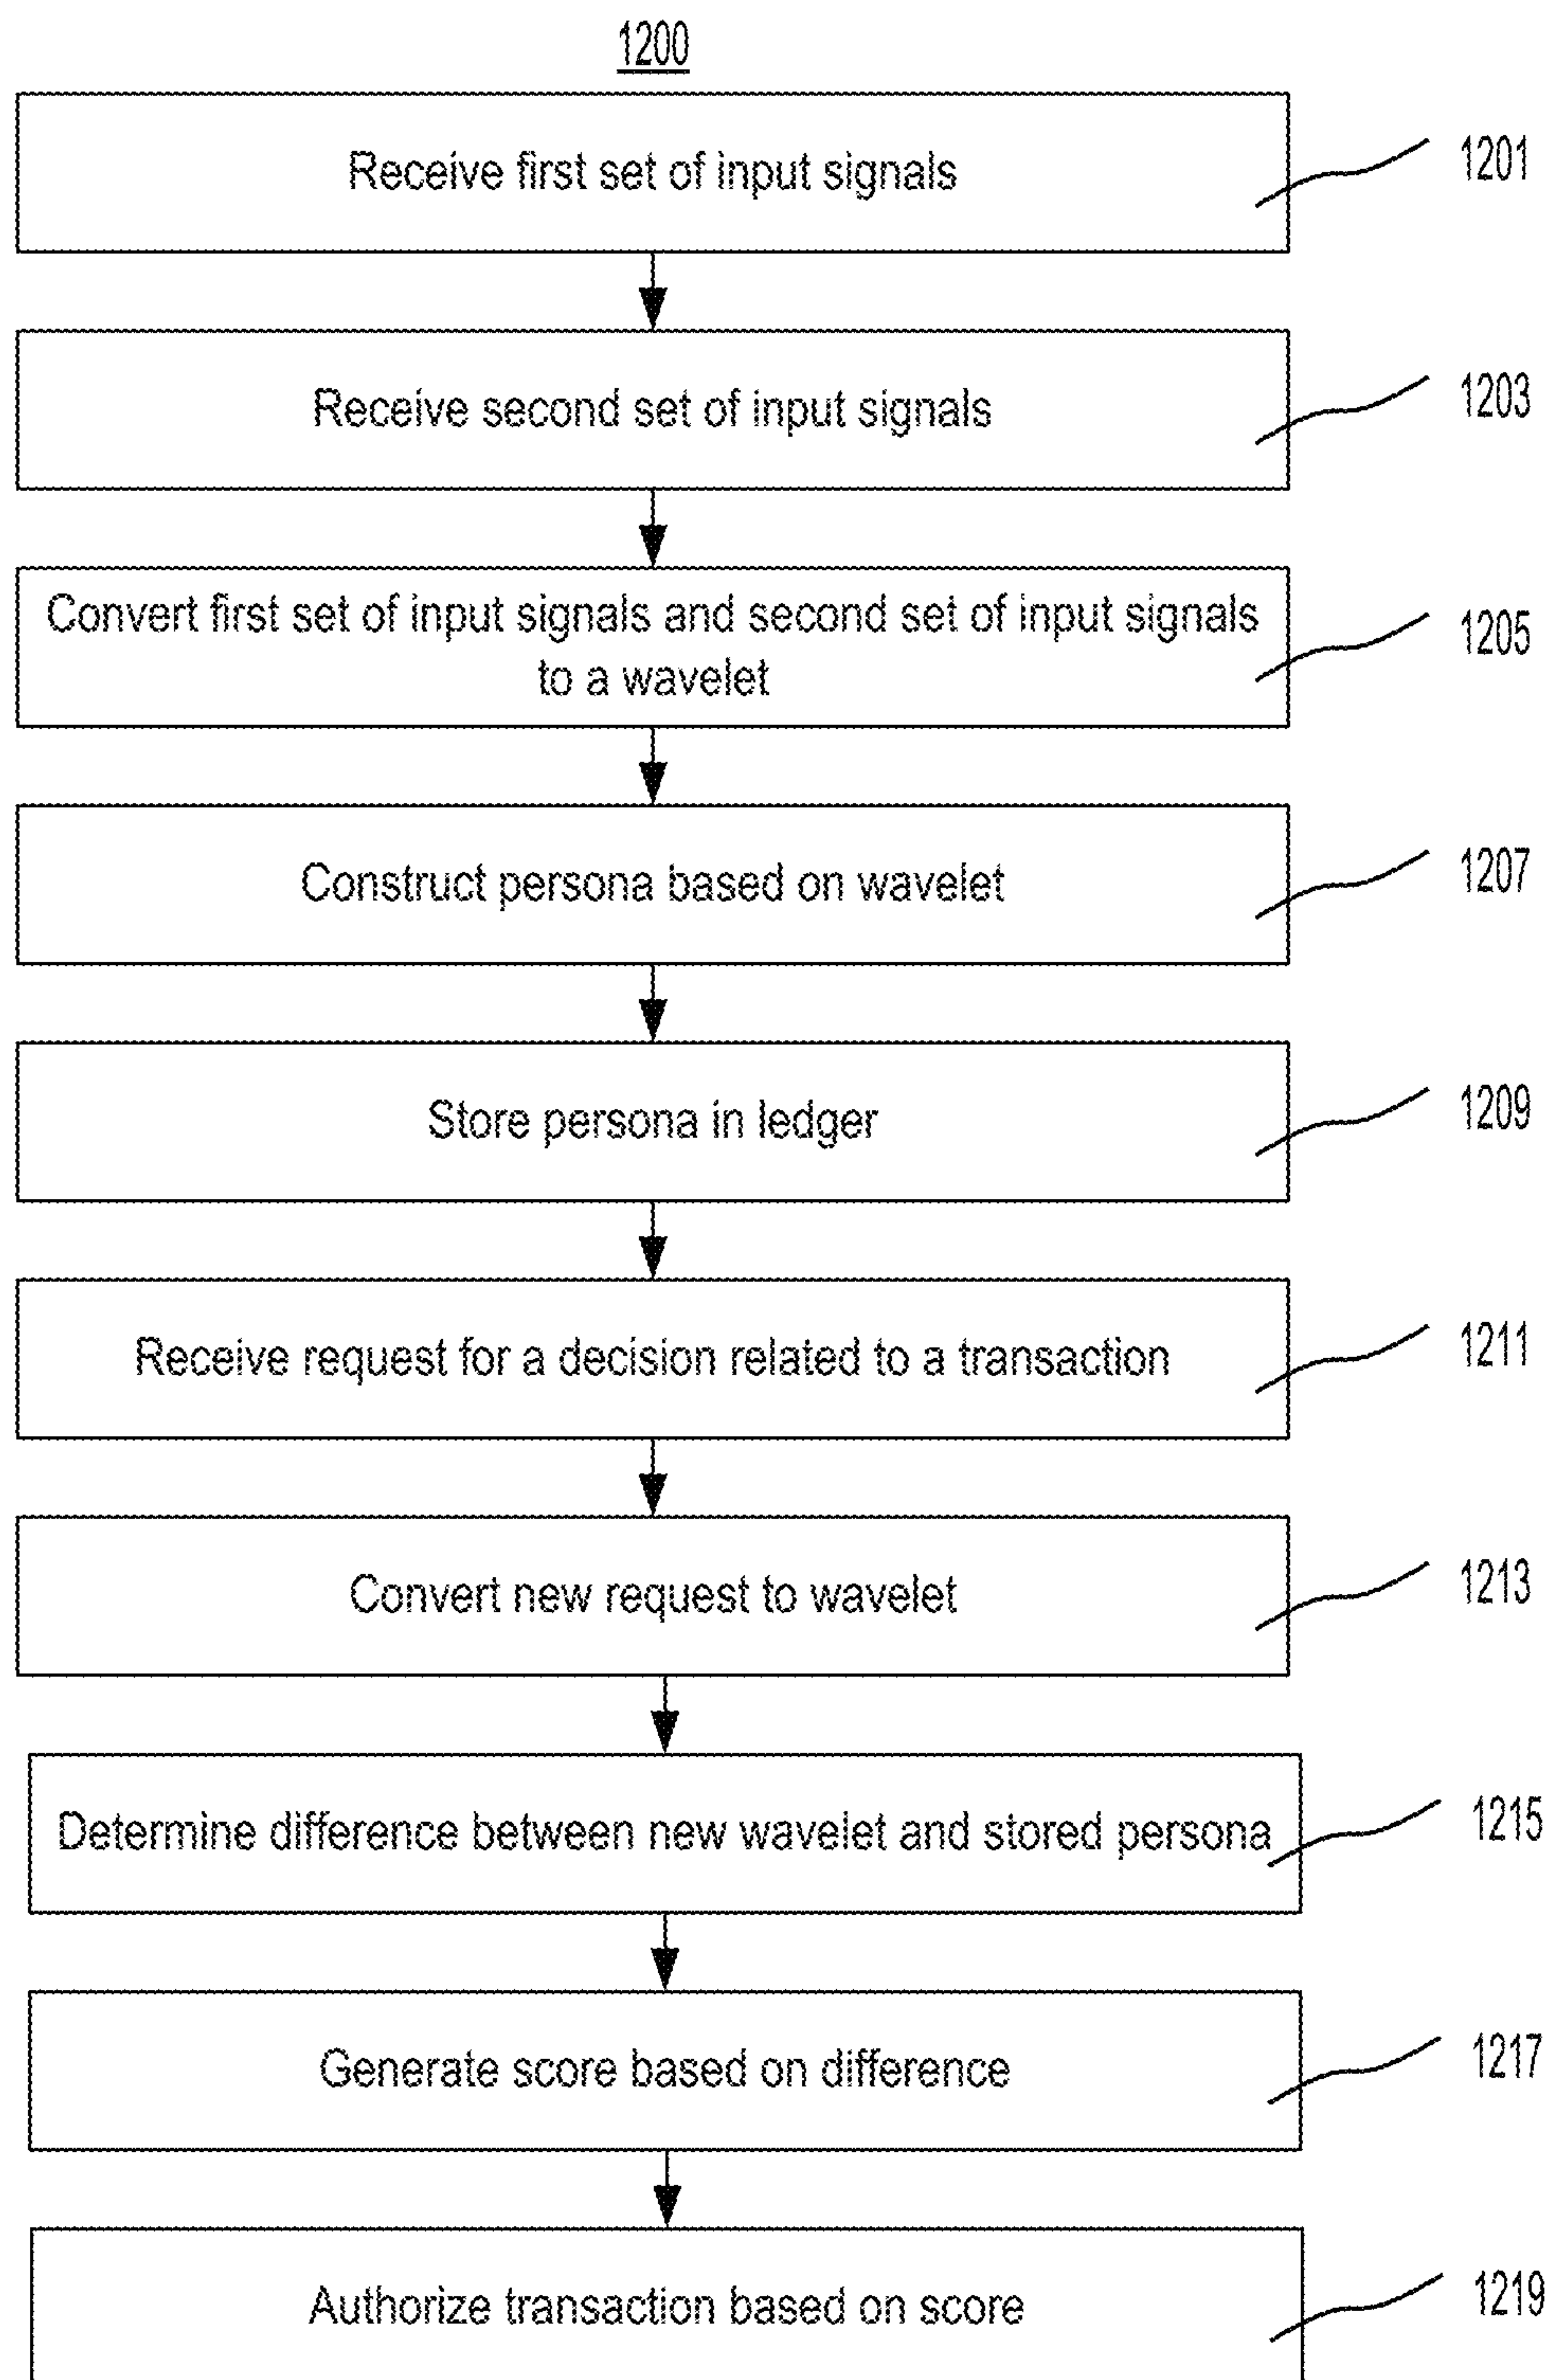 1200
Receive first set of input signals
1201
Receive second set of input signals
1203
Convert first set of input signals and second set of input signals
to a wavelet
1205
Construct persona based on wavelet
1207
Store persona in ledger
1209
Receive request for a decision related to a transaction
1211
Convert new request to wavelet
1213
Determine difference between new wavelet and stored persona
1215
Generate score based on difference
1217
Authorize transaction based on score
1219